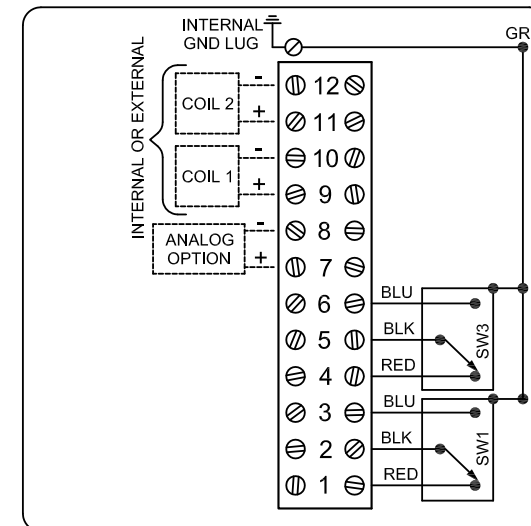 INTERNAL
GND LUG
GR
INTERNAL OR EXTERNAL
COIL 2
-
+
12
11
COIL 1
-
+
10
9
ANALOG
OPTION
-
+
8
7
6
BLU
5
BLK
4
RED
SW3
3
BLU
2
BLK
1
RED
SW1